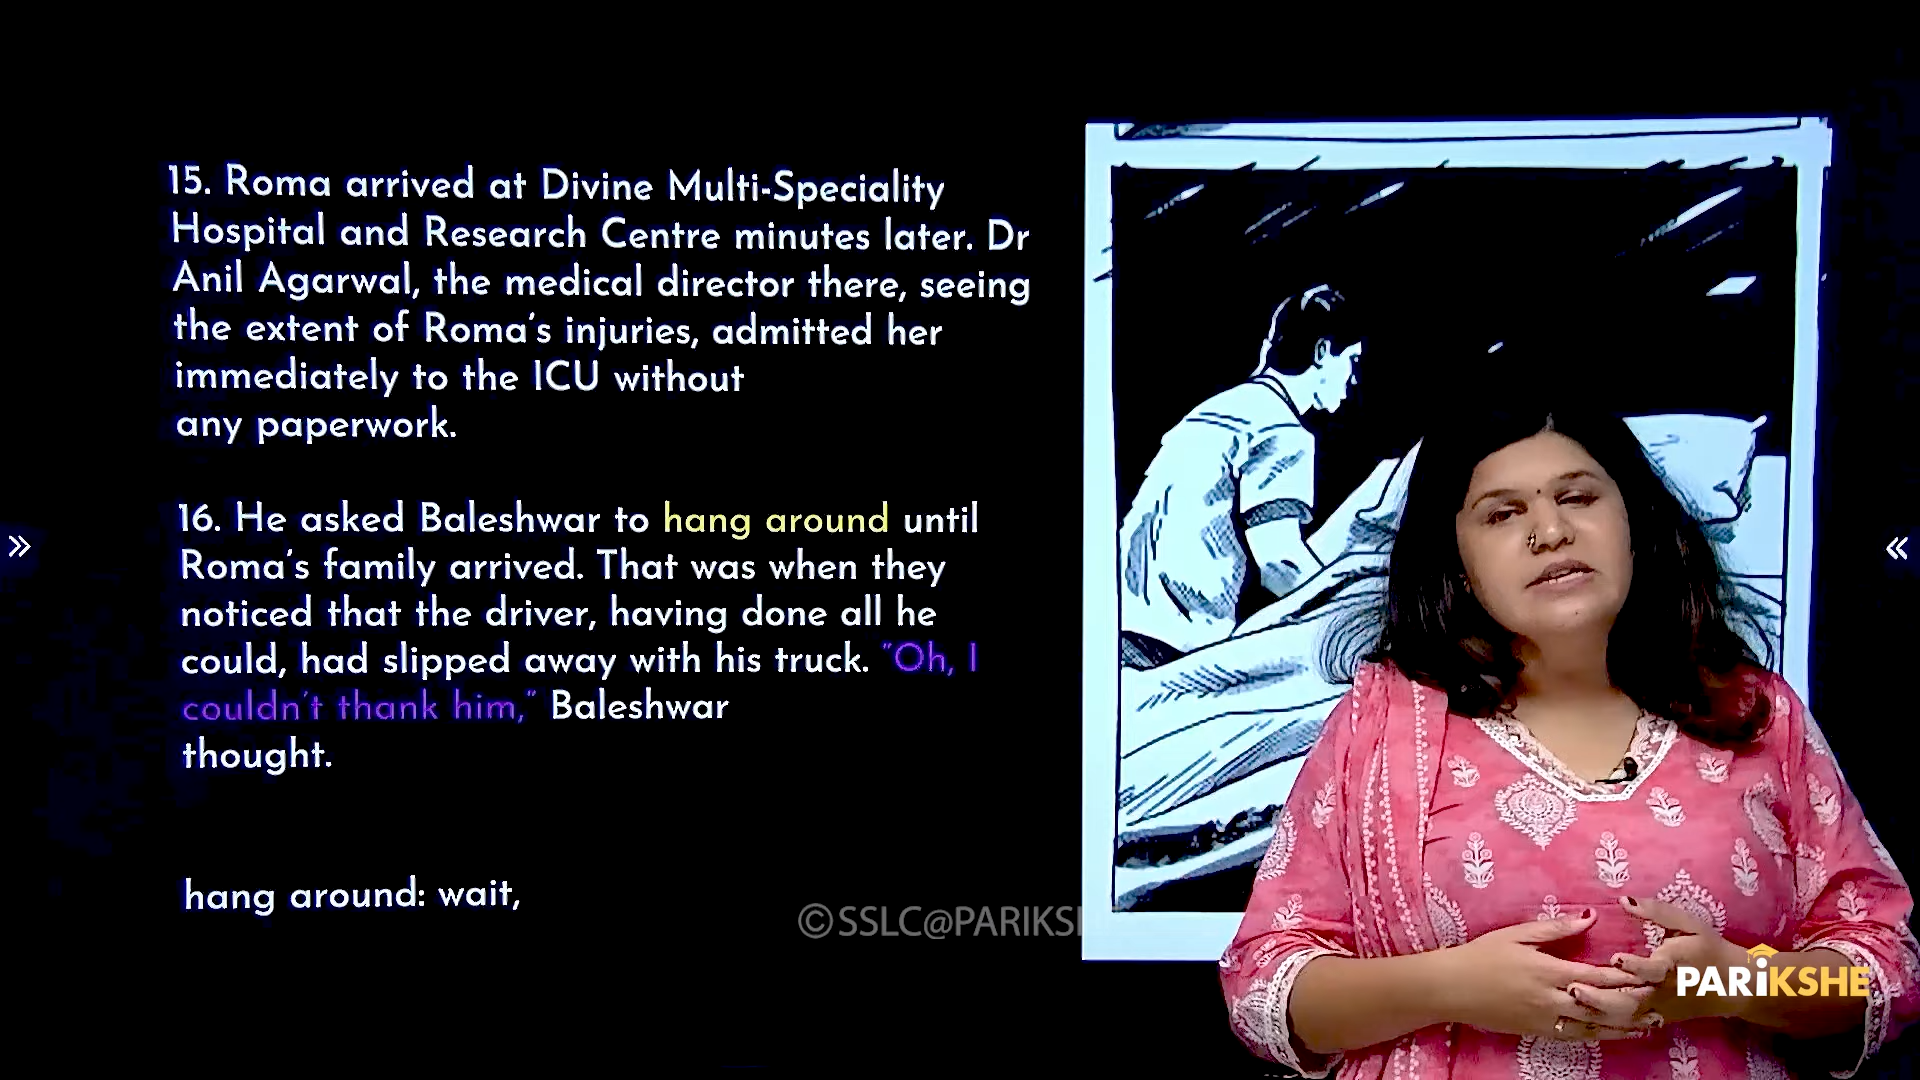 15. Roma arrived at Divine Multi-Speciality
Hospital and Research Centre minutes later. Dr
Anil Agarwal, the medical director there, seeing
the extent of Roma's injuries, admitted her
immediately to the ICU without
any paperwork.
16. He asked Baleshwar to hang around until
Roma's family arrived. That was when they
noticed that the driver, having done all he
could, had slipped away with his truck. "Oh, I
couldn't thank him," Baleshwar
thought.
hang around: wait,
©SSLC@PARIKSH
PARiKSHE